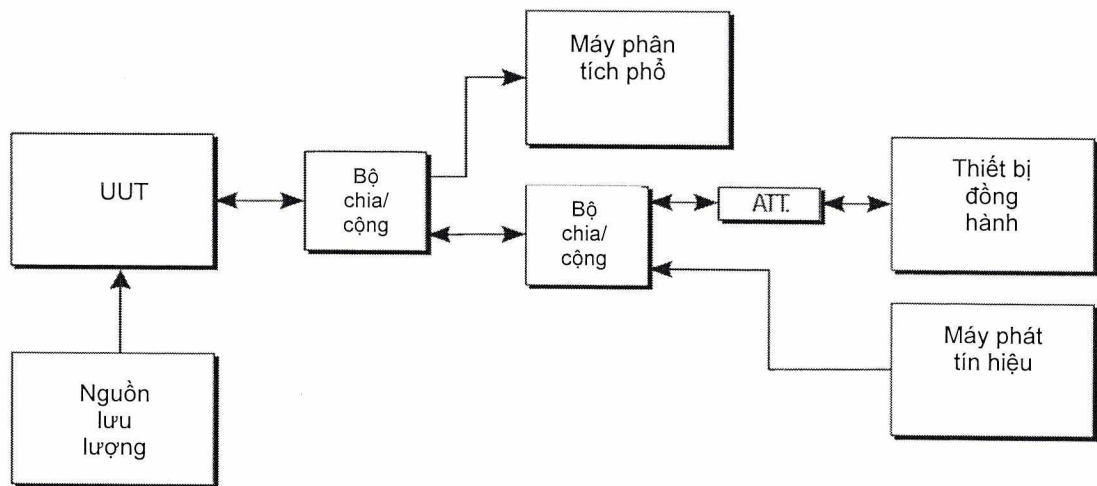 Máy phân
tích phổ
UUT
Bộ
chia/
cộng
Bộ
chia/
cộng
ATT.
Thiết bị
đồng
hành
Nguồn
lưu
lượng
Máy phát
tín hiệu